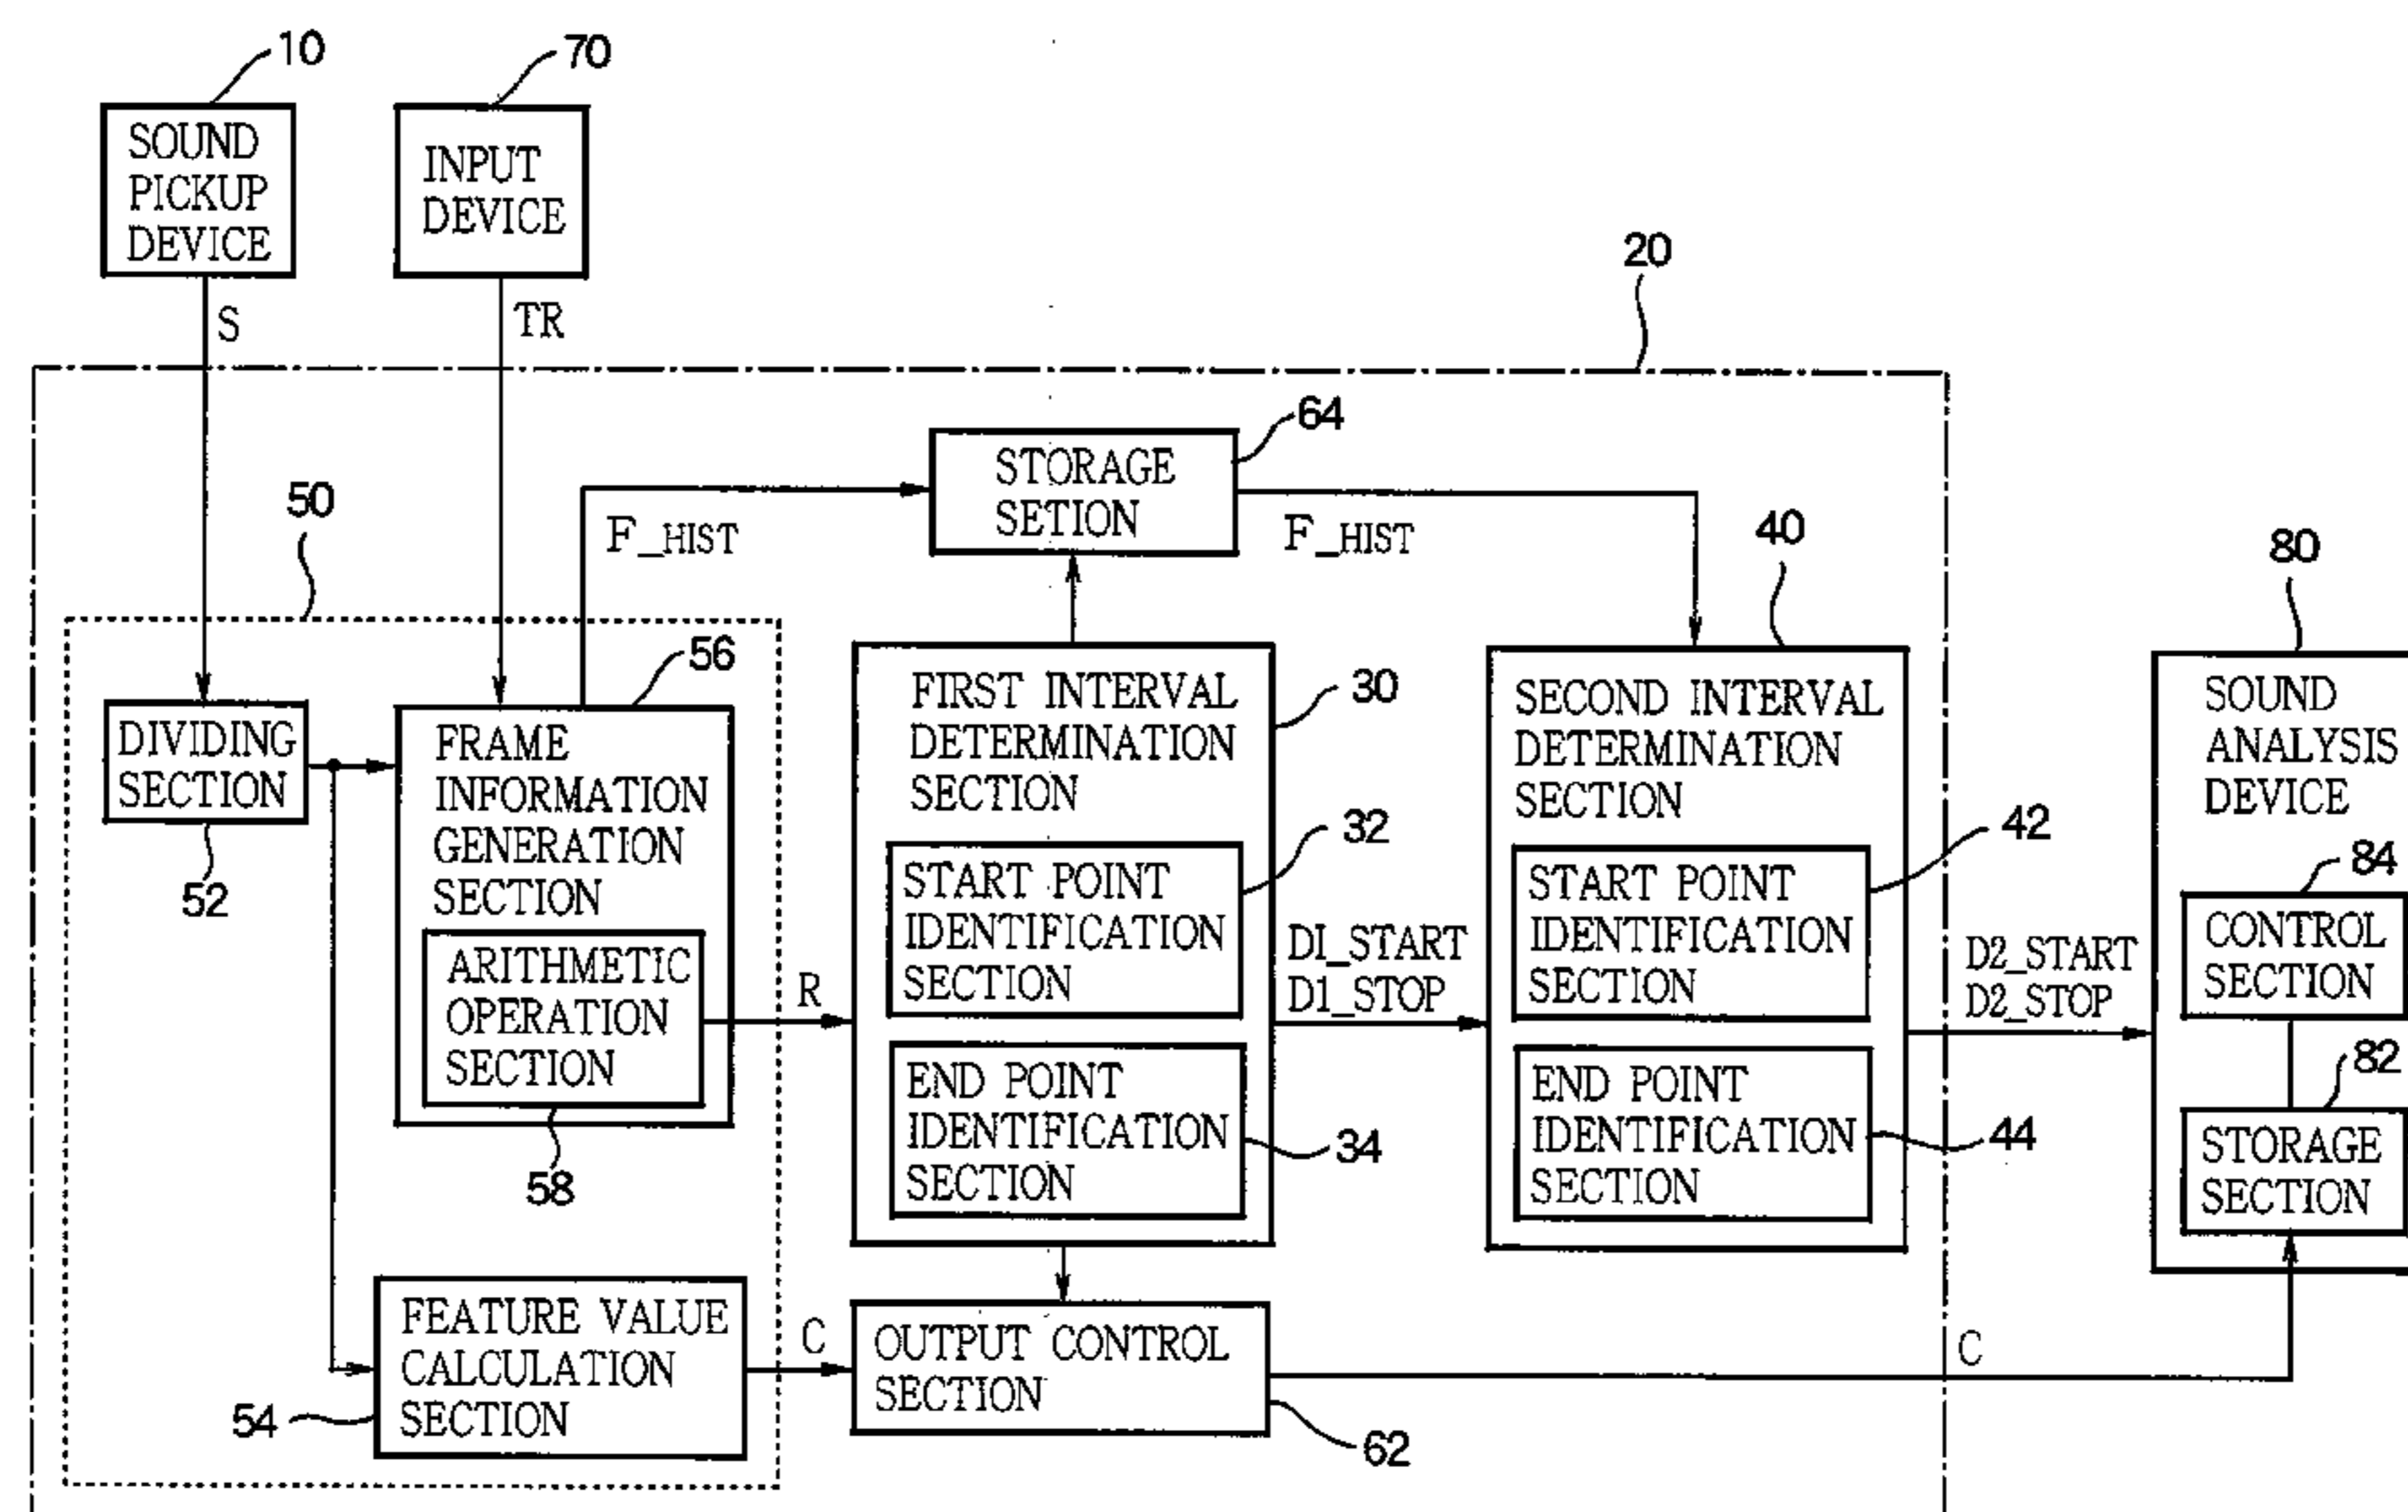 10
70
SOUND
PICKUP
DEVICE
INPUT
DEVICE
20
S
TR
64
STORAGE
SETION
50
F_HIST
F_HIST
40
80
56
DIVIDING
SECTION
52
FRAME
INFORMATION
GENERATION
SECTION
ARITHMETIC
OPERATION
SECTION
58
R
FIRST INTERVAL
DETERMINATION
SECTION
30
START POINT
IDENTIFICATION
SECTION
32
END POINT
IDENTIFICATION
SECTION
34
DI_START
D1_STOP
SECOND INTERVAL
DETERMINATION
SECTION
START POINT
IDENTIFICATION
SECTION
42
END POINT
IDENTIFICATION
SECTION
44
D2_START
D2_STOP
SOUND
ANALYSIS
DEVICE
84
CONTROL
SECTION
82
STORAGE
SECTION
FEATURE VALUE
CALCULATION
SECTION
54
C
OUTPUT CONTROL
SECTION
62
C